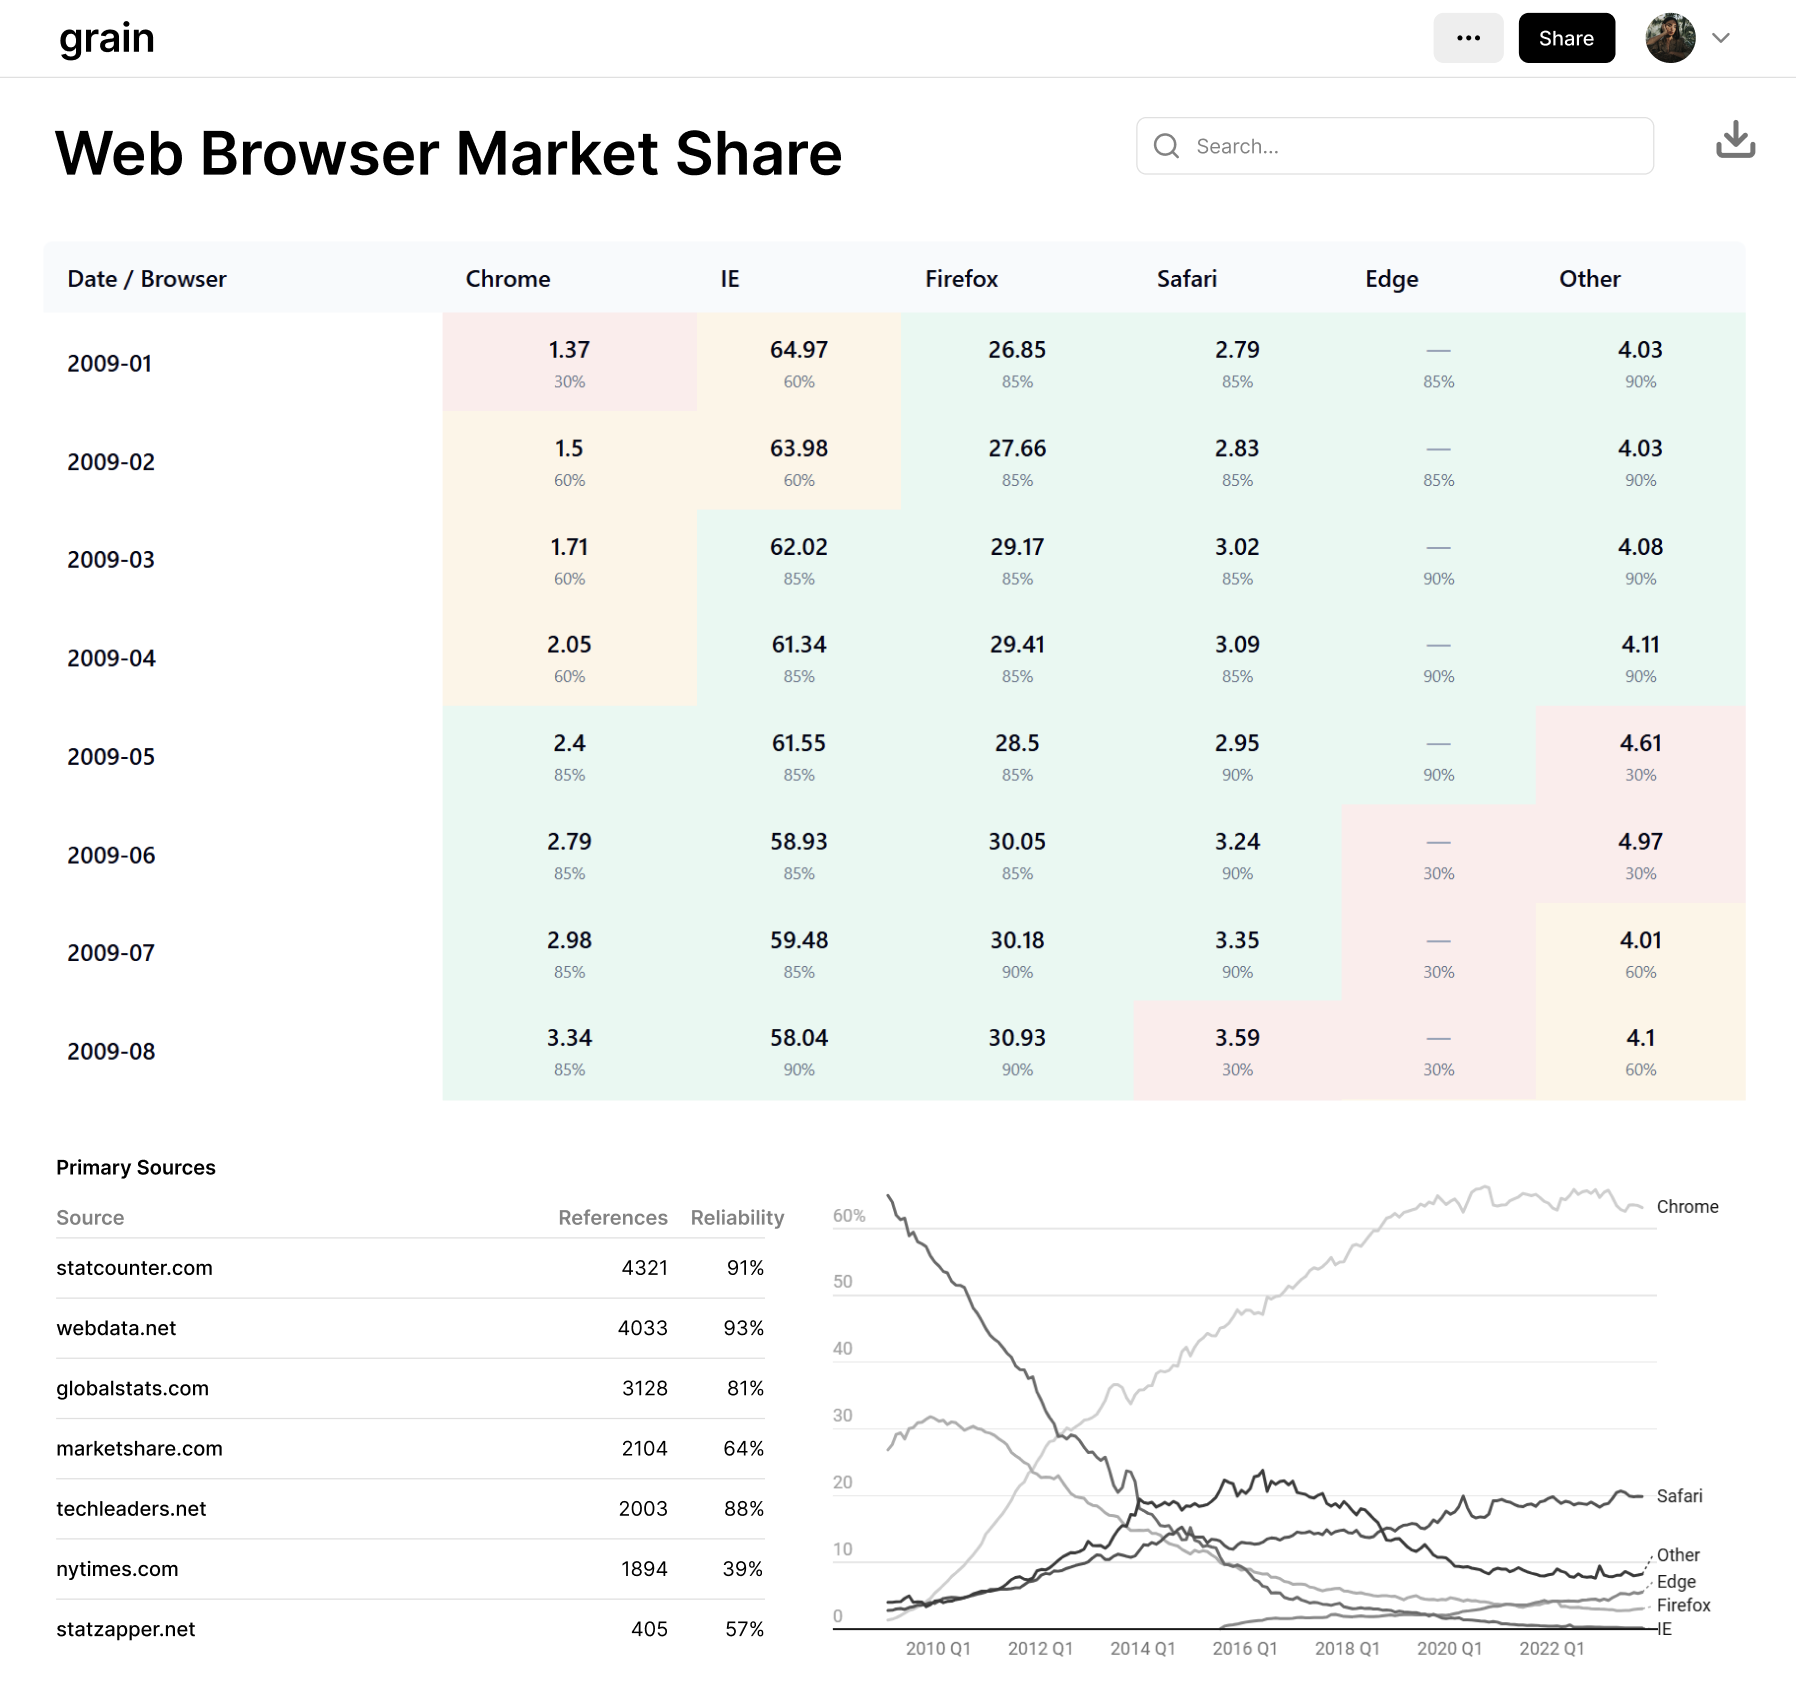 grain
Share
Web Browser Market Share
Search...
Date / Browser Chrome IE Firefox Safari Edge Other
2009-01 1.37 64.97 26.85 2.79 — 4.03
30% 60% 85% 85% 85% 90%
2009-02 1.5 63.98 27.66 2.83 — 4.03
60% 60% 85% 85% 85% 90%
2009-03 1.71 62.02 29.17 3.02 — 4.08
60% 85% 85% 85% 90% 90%
2009-04 2.05 61.34 29.41 3.09 — 4.11
60% 85% 85% 85% 90% 90%
2009-05 2.4 61.55 28.5 2.95 — 4.61
85% 85% 85% 90% 90% 30%
2009-06 2.79 58.93 30.05 3.24 — 4.97
85% 85% 85% 90% 30% 30%
2009-07 2.98 59.48 30.18 3.35 — 4.01
85% 85% 90% 90% 30% 60%
2009-08 3.34 58.04 30.93 3.59 — 4.1
85% 90% 90% 30% 30% 60%
Primary Sources
Source References Reliability
statcounter.com 4321 91%
webdata.net 4033 93%
globalstats.com 3128 81%
marketshare.com 2104 64%
techleaders.net 2003 88%
nytimes.com 1894 39%
statzapper.net 405 57%
60%
50
40
30
20
10
0
Chrome
Safari
Other
Edge
Firefox
IE
2010 Q1 2012 Q1 2014 Q1 2016 Q1 2018 Q1 2020 Q1 2022 Q1